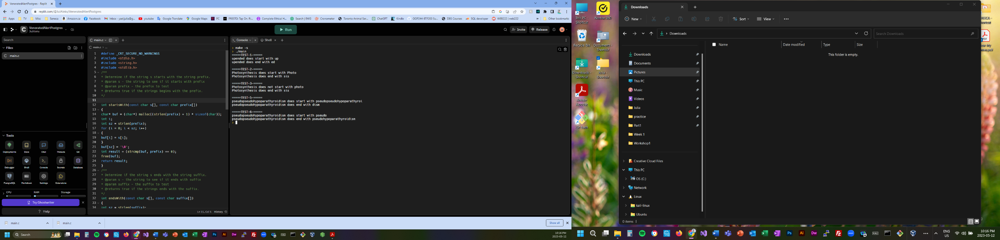 VeneratedAlertPostgres - Replit
replit.com/@JulAleks/VeneratedAlertPostgres
Apps TV Misc Seneca Amazon.ca Facebook Inbox - yael.julia@g... youtube Google Translate Google Maps PC PRESTO: Tap On. Ri... Complete Ethical H... Search | EWG Cronometer Toronto Animal Ser... ChatGPT Kindle OOP244-BTP200 Su... DBS Courses SQL developer WEB222 | web222 » Other bookmarks
VeneratedAlertPostgres
JulAleks
Run
Invite
Release
Search
Files
main.c
Tools
Deployments Docs Chat Threads Git
Debugger Shell Console Secrets Database
PostgreSQL Markdown Settings Extensions
CPU RAM Storage
Try Ghostwriter
? Help
main.c
main.c > ...
1 #define _CRT_SECURE_NO_WARNINGS
2 #include <stdio.h>
3 #include <string.h>
4 #include <stdlib.h>
5 /**
6 * Determine if the string s starts with the string prefix.
7 * @param s - the string to see if it starts with prefix
8 * @param prefix - the prefix to test
9 * @returns true if the strings begins with the prefix.
10 */
11
12 int startsWith(const char s[], const char prefix[])
13 {
14 char* buf = (char*) malloc((strlen(prefix) + 1) * sizeof(char));
15 int i;
16 int sz = strlen(prefix);
17 for (i = 0; i < sz; i++)
18 {
19 buf[i] = s[i];
20 }
21 buf[sz] = '\0';
22 int result = (strcmp(buf, prefix) == 0);
23 free(buf);
24 return result;
25 }
26 /**
27 * Determine if the string s ends with the string suffix.
28 * @param s - the string to see if it ends with suffix
29 * @param suffix - the suffix to test
30 * @returns true if the strings ends with the suffix.
31 */
32 int endsWith(const char s[], const char suffix[])
33 {
34 int sz = strlen(suffix);
Ln 11, Col 1 History
Console Shell
> make -s
> ./main
=====TEST-1-=====
upended does start with up
upended does end with ed
=====TEST-2-=====
Photosynthesis does start with Photo
Photosynthesis does end with sis
=====TEST-3-=====
Photosynthesis does not start with photo
Photosynthesis does end with sis
=====TEST-5-=====
pseudopseudohypoparathyroidism does start with pseudopseudohypoparathyroi
pseudopseudohypoparathyroidism does end with dism
=====TEST-6-=====
pseudopseudohypoparathyroidism does start with pseudo
pseudopseudohypoparathyroidism does end with pseudohypoparathyroidism
>
main.c
main.c
Show all
Search
10:16 PM
2023-05-12
This PC - Shortcut
Norton 360
Recycle Bin
Documents - Shortcut
Downloads - Shortcut
Julia - Shortcut
Adobe Acrobat
Git Bash
Downloads
New
Sort
View
Downloads
Search Downloads
Name Date modified Type Size
This folder is empty.
Downloads
Documents
Pictures
This PC
Music
Videos
Julia
practice
Part1
Week 1
Workshop1
Creative Cloud Files
This PC
OS (C:)
Network
Linux
kali-linux
Ubuntu
0 items
ENG
US
10:16 PM
2023-05-12